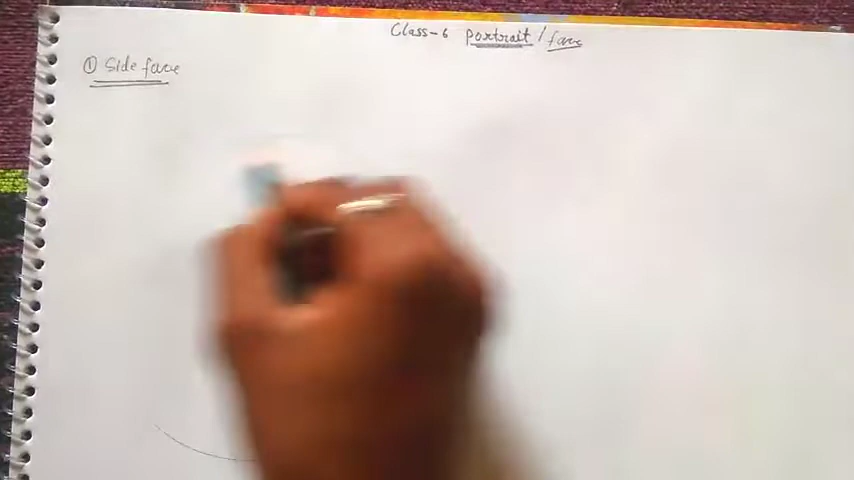 Class-6 portrait / face
① Side face